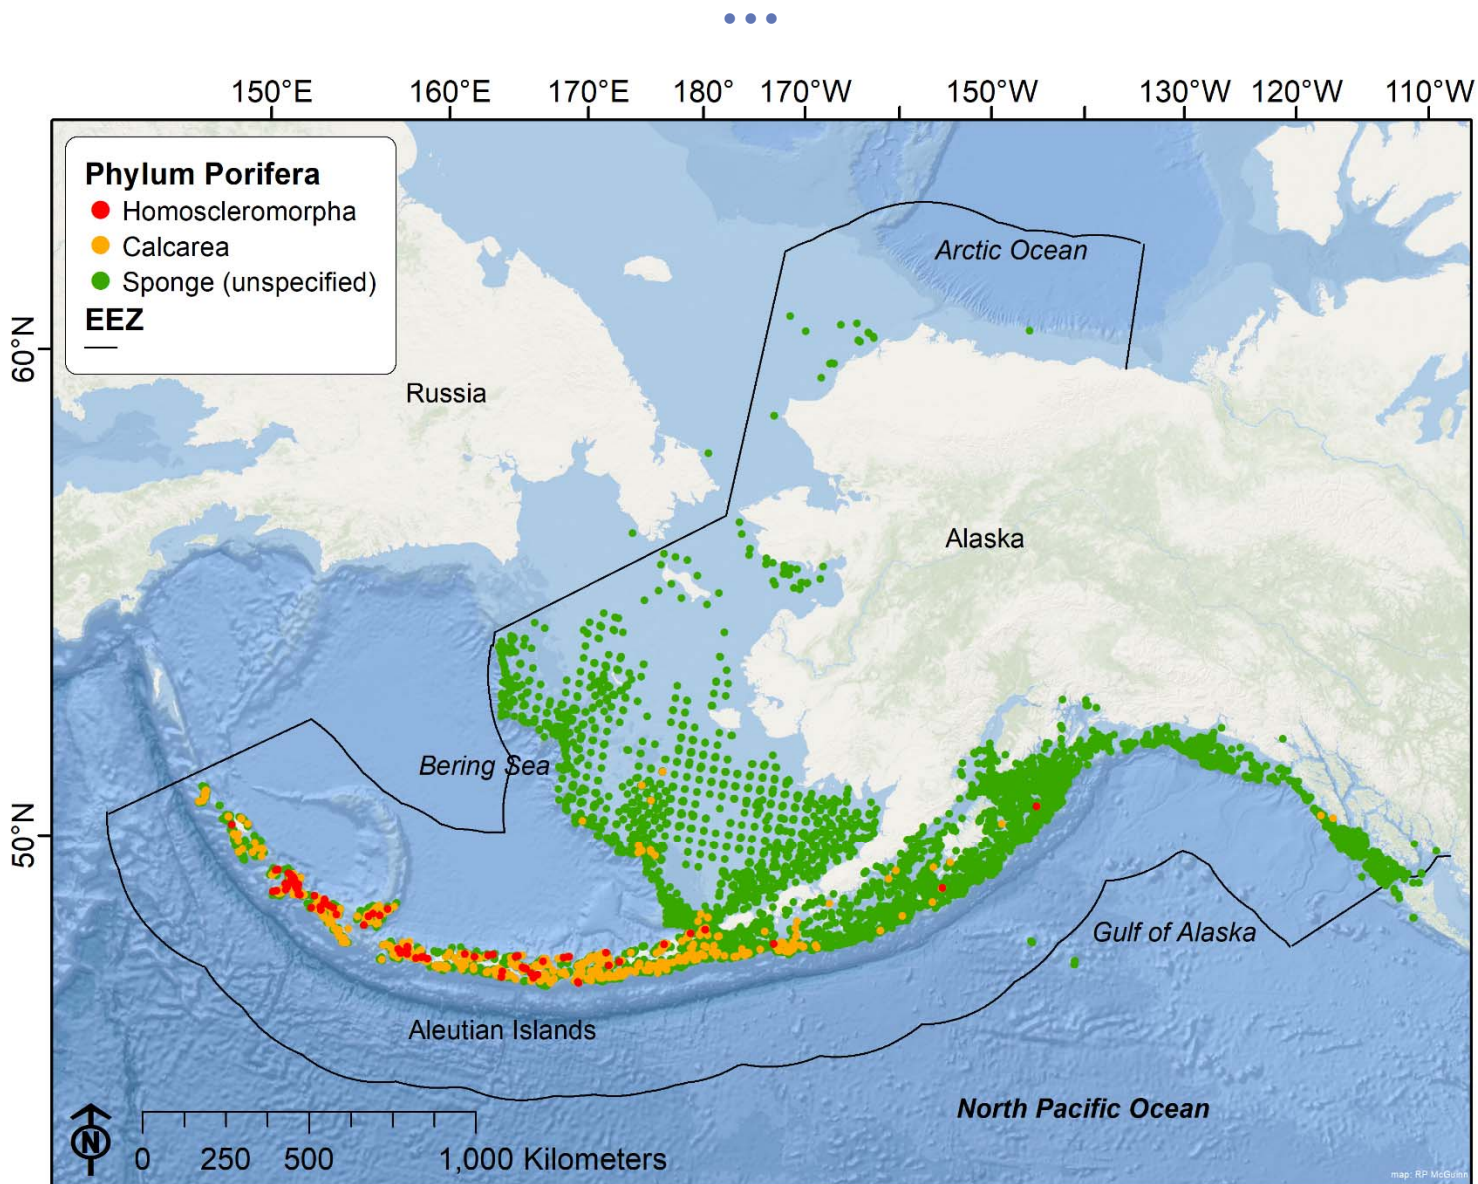 150°E 160°E 170°E 180° 170°W 150°W 130°W 120°W 110°W
Phylum Porifera
Homoscleromorpha
Calcarea
Sponge (unspecified)
EEZ
Arctic Ocean
60°N
Russia
Alaska
Bering Sea
50°N
Gulf of Alaska
Aleutian Islands
North Pacific Ocean
N
0 250 500 1,000 Kilometers
map: RP McGuinn